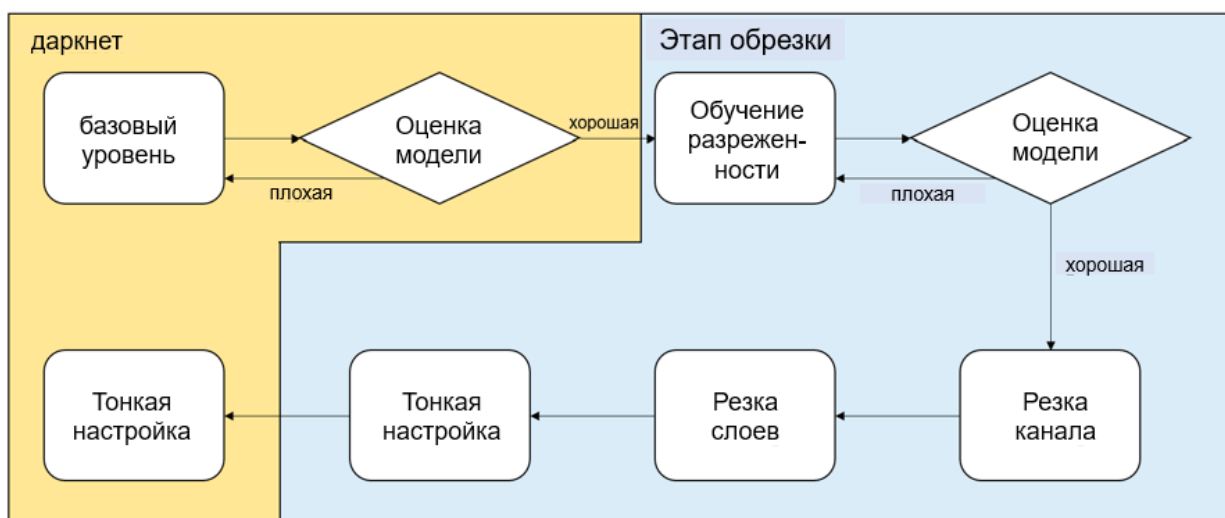 даркнет
Этап обрезки
базовый
уровень
Оценка
модели
хорошая
плохая
Обучение
разрежен-
ности
Оценка
модели
плохая
хорошая
Тонкая
настройка
Тонкая
настройка
Резка
слоев
Резка
канала